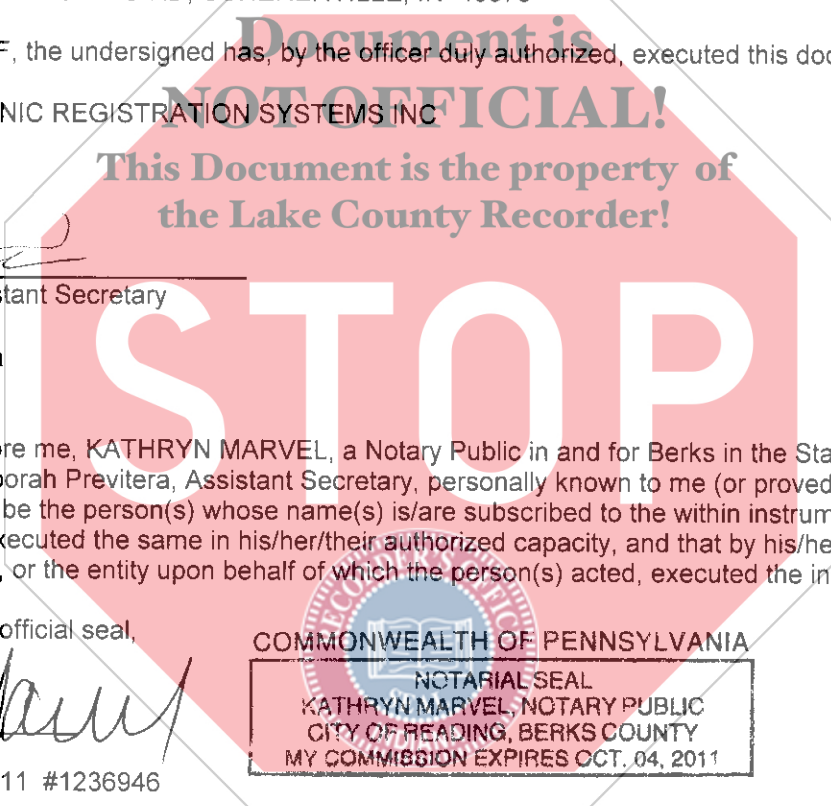 Document is
F, the undersigned has, by the officer duly authorized, executed this doc
NOT OFFICIAL!
NIC REGISTRATION SYSTEMS INC
This Document is the property of
the Lake County Recorder!
stant Secretary
STOP
ore me, KATHRYN MARVEL, a Notary Public in and for Berks in the Sta
orah Previtera, Assistant Secretary, personally known to me (or proved
be the person(s) whose name(s) is/are subscribed to the within instrum
xecuted the same in his/her/their authorized capacity, and that by his/he
, or the entity upon behalf of which the person(s) acted, executed the in
official seal,
COMMONWEALTH OF PENNSYLVANIA
NOTARIAL SEAL
KATHRYN MARVEL, NOTARY PUBLIC
CITY OF READING, BERKS COUNTY
MY COMMISSION EXPIRES OCT. 04, 2011
11 #1236946